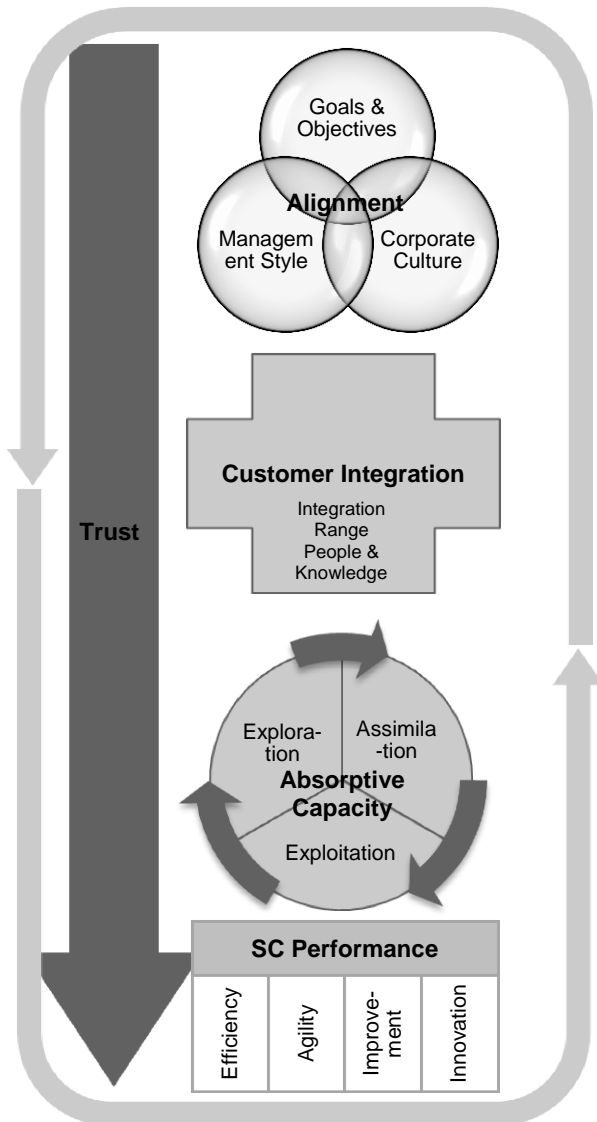 Goals &
Objectives
Alignment
Managem
ent Style
Corporate
Culture
Customer Integration
Integration
Range
People &
Knowledge
Trust
Explora-
tion
Assimila
-tion
Absorptive
Capacity
Exploitation
SC Performance
Efficiency
Agility
Improve-
ment
Innovation